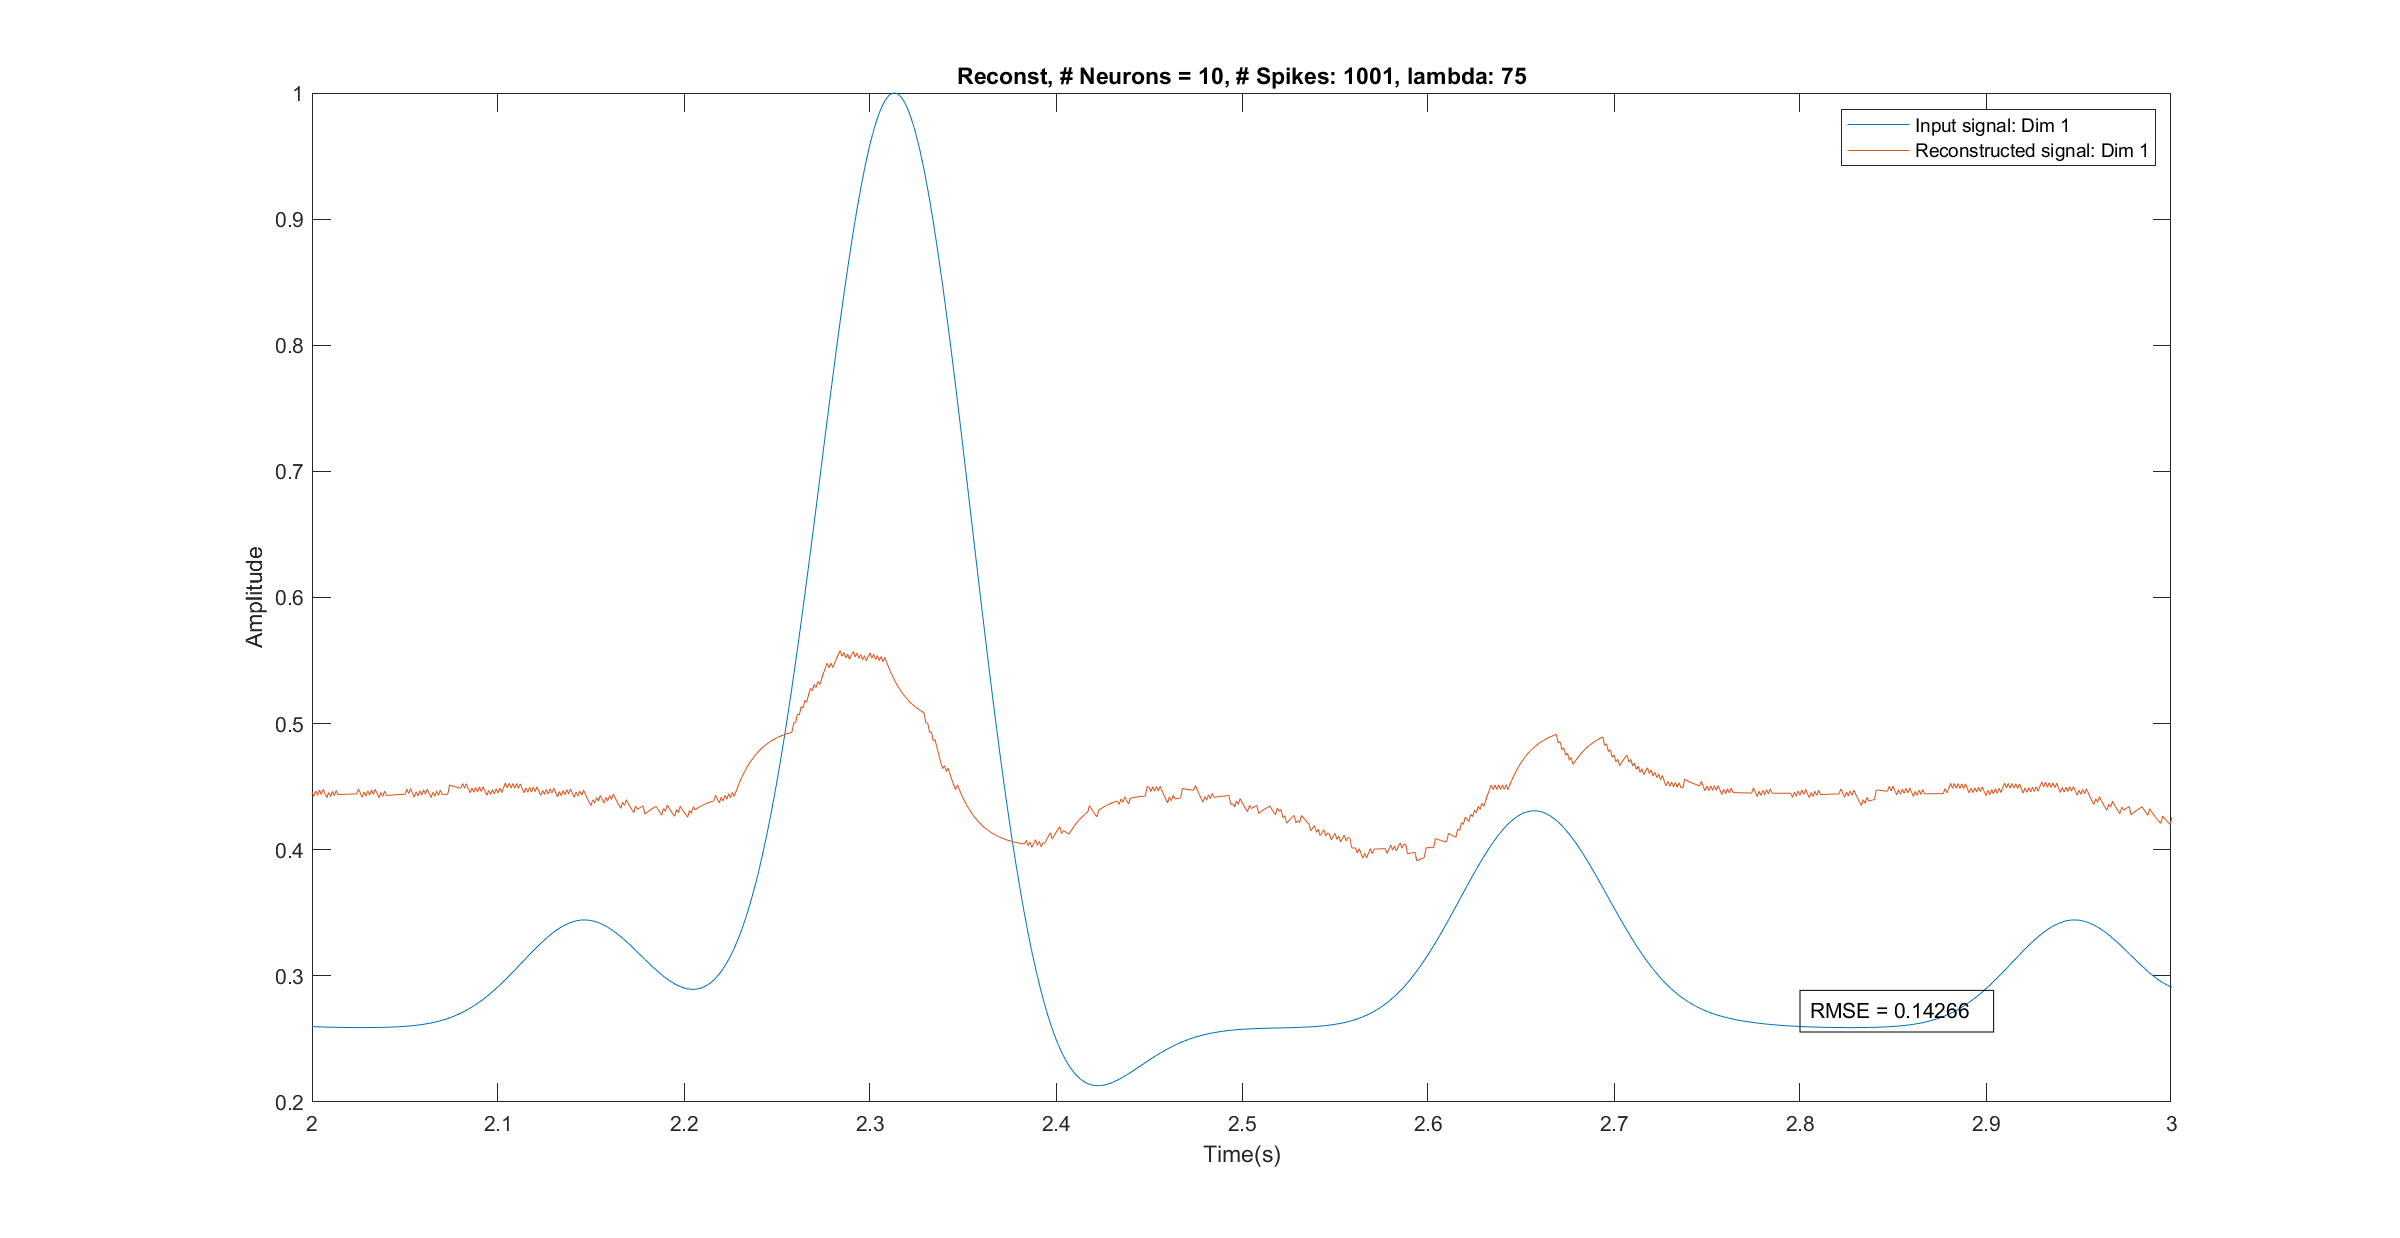 Reconst, # Neurons = 10, # Spikes: 1001, lambda: 75
Input signal: Dim 1
Reconstructed signal: Dim 1
1
0.9
0.8
0.7
0.6
0.5
0.4
0.3
0.2
Amplitude
RMSE = 0.14266
2 2.1 2.2 2.3 2.4 2.5 2.6 2.7 2.8 2.9 3
Time(s)